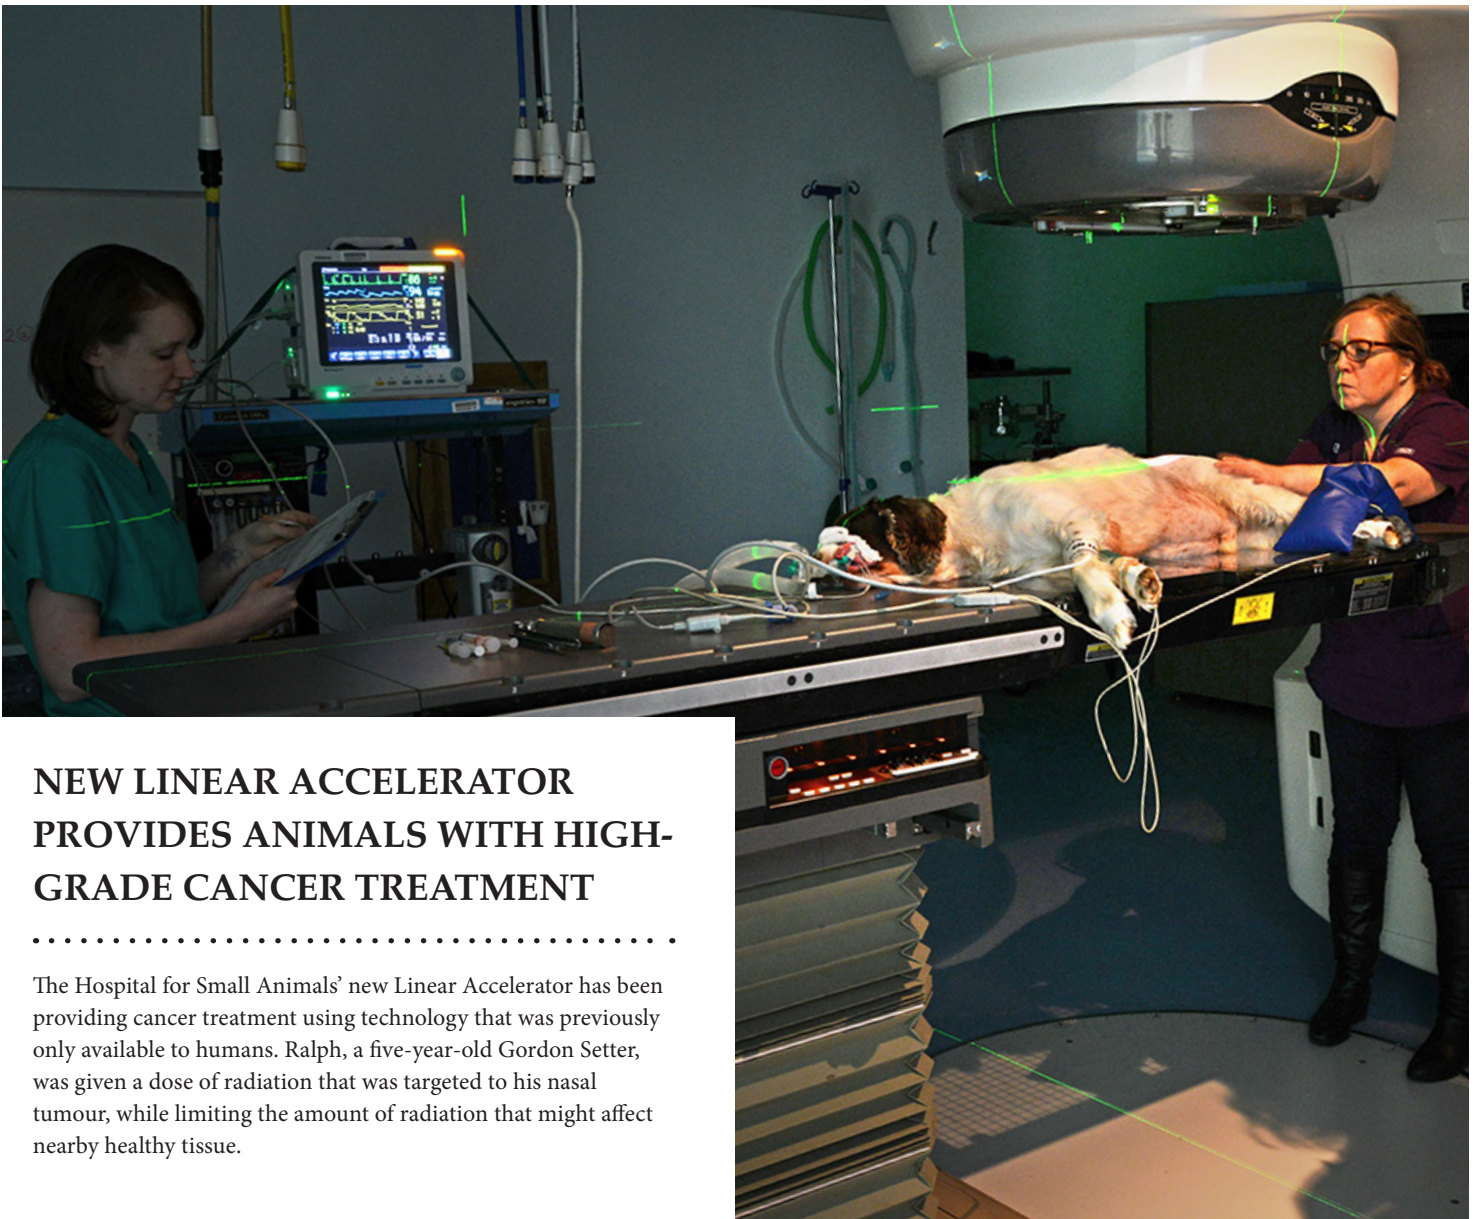 NEW LINEAR ACCELERATOR
PROVIDES ANIMALS WITH HIGH-
GRADE CANCER TREATMENT
The Hospital for Small Animals’ new Linear Accelerator has been
providing cancer treatment using technology that was previously
only available to humans. Ralph, a five-year-old Gordon Setter,
was given a dose of radiation that was targeted to his nasal
tumour, while limiting the amount of radiation that might affect
nearby healthy tissue.